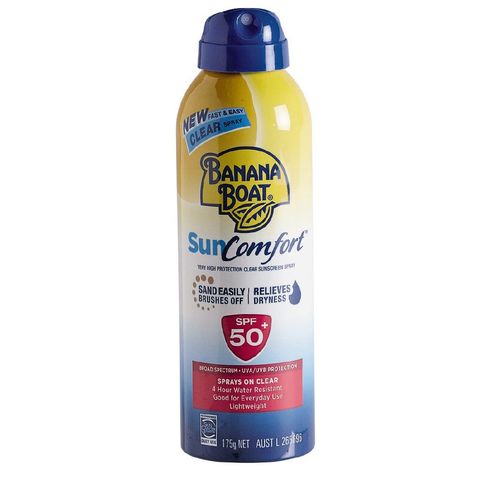 NEW FAST & EASY
CLEAR SPRAY
BANANA
BOAT®
SunComfort™
VERY HIGH PROTECTION CLEAR SUNSCREEN SPRAY
SAND EASILY
BRUSHES OFF
RELIEVES
DRYNESS
SPF
50+
BROAD SPECTRUM • UVA/UVB PROTECTION
SPRAYS ON CLEAR
4 Hour Water Resistant
Good for Everyday Use
Lightweight
175g NET AUST L